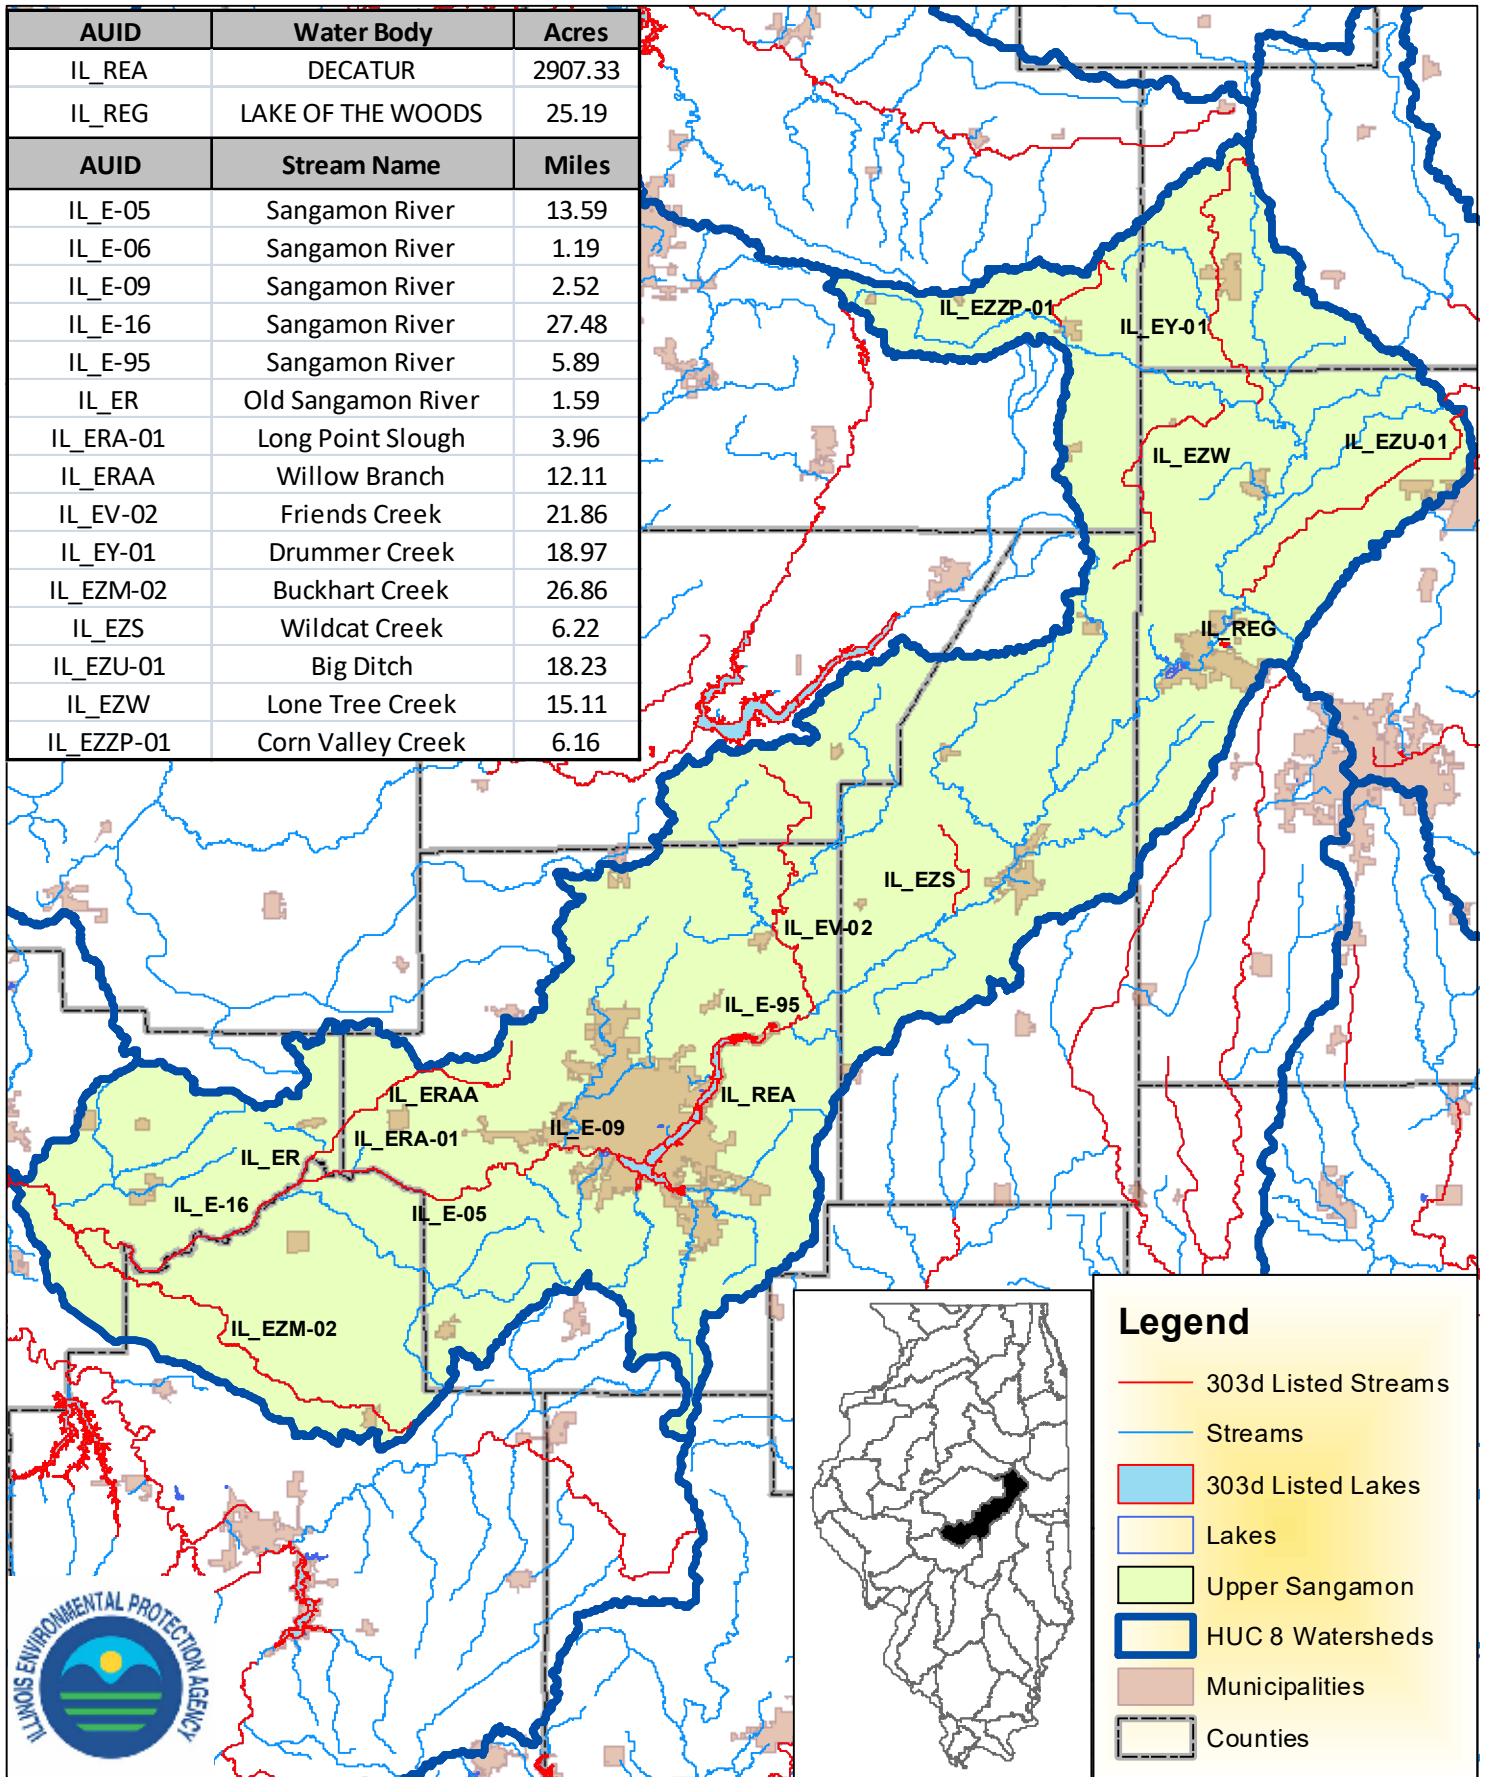 AUID Water Body Acres
IL_REA DECATUR 2907.33
IL_REG LAKE OF THE WOODS 25.19
AUID Stream Name Miles
IL_E-05 Sangamon River 13.59
IL_E-06 Sangamon River 1.19
IL_E-09 Sangamon River 2.52
IL_E-16 Sangamon River 27.48
IL_E-95 Sangamon River 5.89
IL_ER Old Sangamon River 1.59
IL_ERA-01 Long Point Slough 3.96
IL_ERAA Willow Branch 12.11
IL_EV-02 Friends Creek 21.86
IL_EY-01 Drummer Creek 18.97
IL_EZM-02 Buckhart Creek 26.86
IL_EZS Wildcat Creek 6.22
IL_EZU-01 Big Ditch 18.23
IL_EZW Lone Tree Creek 15.11
IL_EZZP-01 Corn Valley Creek 6.16
IL_EZZP-01
IL_EY-01
IL_EZU-01
IL_EZW
IL_REG
IL_EZS
IL_EV-02
IL_E-95
IL_REA
IL_ERAA
IL_E-09
IL_ERA-01
IL_ER
IL_E-16
IL_E-05
IL_EZM-02
Legend
303d Listed Streams
Streams
303d Listed Lakes
Lakes
Upper Sangamon
HUC 8 Watersheds
Municipalities
Counties
ILLINOIS ENVIRONMENTAL PROTECTION AGENCY